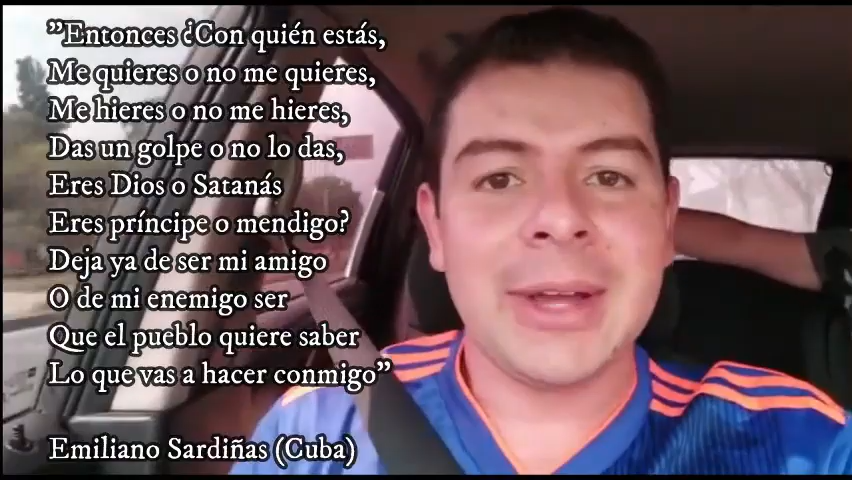 "Entonces ¿Con quién estás,
Me quieres o no me quieres,
Me hieres o no me hieres,
Das un golpe o no lo das,
Eres Dios o Satanás
Eres príncipe o mendigo?
Deja ya de ser mi amigo
O de mi enemigo ser
Que el pueblo quiere saber
Lo que vas a hacer conmigo"
Emiliano Sardiñas (Cuba)